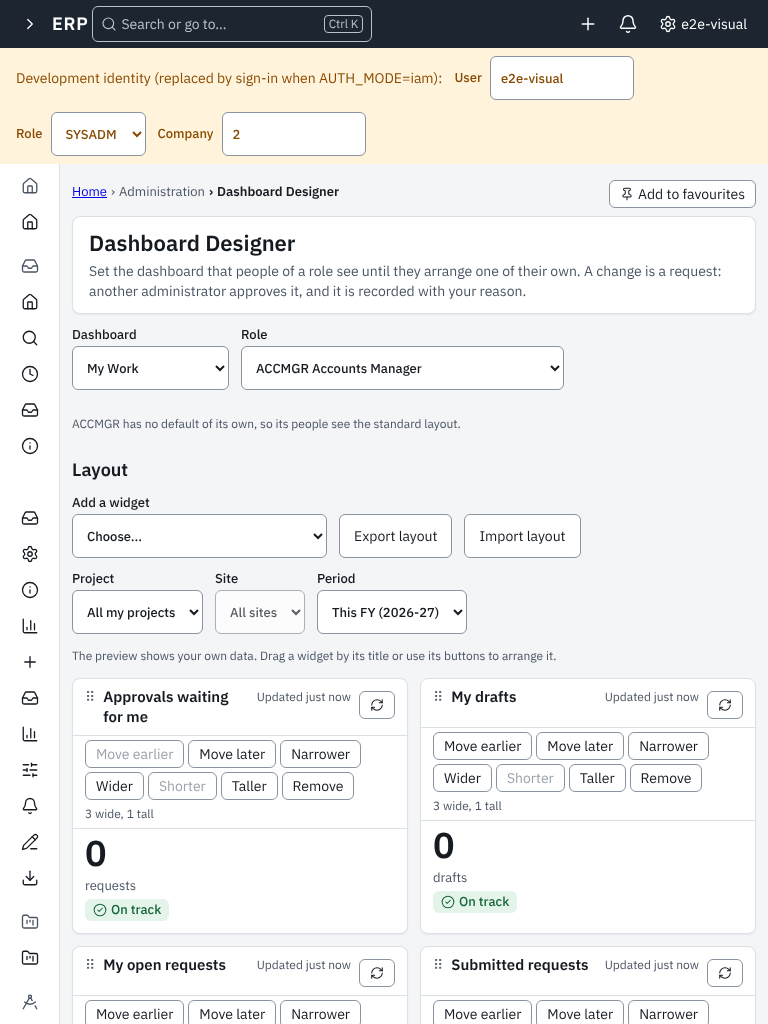 ERP
Search or go to...
Ctrl K
e2e-visual
Development identity (replaced by sign-in when AUTH_MODE=iam):
User
e2e-visual
Role
SYSADM
Company
2
Home › Administration › Dashboard Designer
Add to favourites
Dashboard Designer
Set the dashboard that people of a role see until they arrange one of their own. A change is a request:
another administrator approves it, and it is recorded with your reason.
Dashboard
Role
My Work
ACCMGR Accounts Manager
ACCMGR has no default of its own, so its people see the standard layout.
Layout
Add a widget
Choose...
Export layout
Import layout
Project
Site
Period
All my projects
All sites
This FY (2026-27)
The preview shows your own data. Drag a widget by its title or use its buttons to arrange it.
Approvals waiting
for me
Updated just now
Move earlier
Move later
Narrower
Wider
Shorter
Taller
Remove
3 wide, 1 tall
0
requests
On track
My drafts
Updated just now
Move earlier
Move later
Narrower
Wider
Shorter
Taller
Remove
3 wide, 1 tall
0
drafts
On track
My open requests
Updated just now
Move earlier
Move later
Narrower
Submitted requests
Updated just now
Move earlier
Move later
Narrower